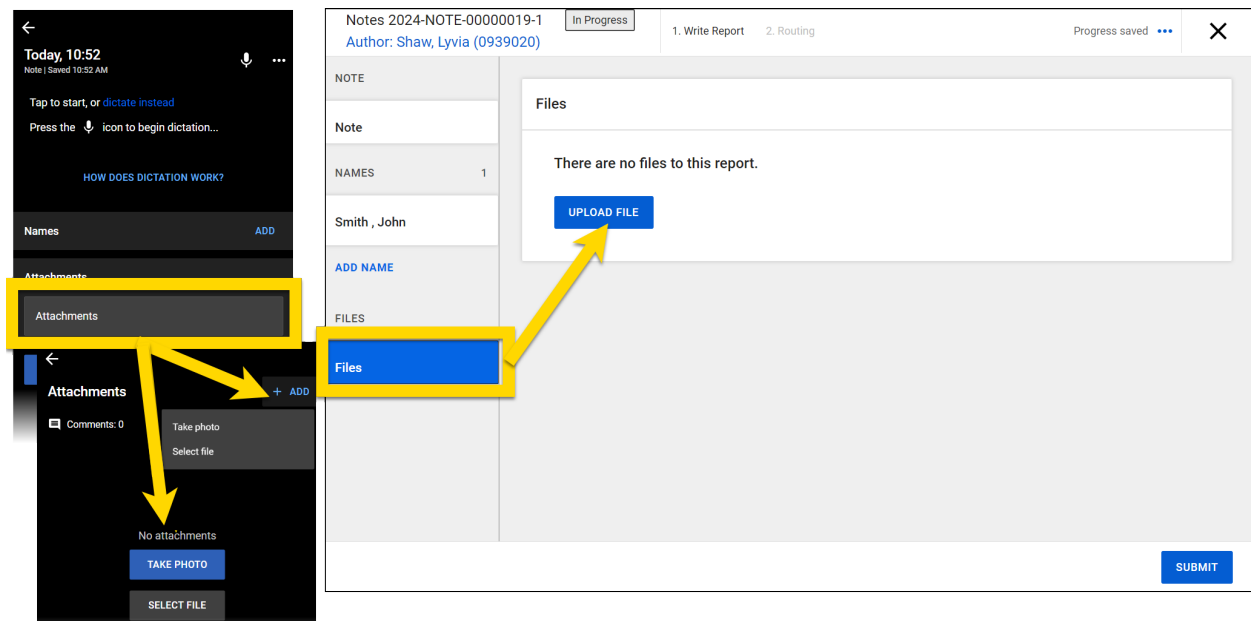 Today, 10:52
Note | Saved 10:52 AM
Tap to start, or dictate instead
Press the icon to begin dictation...
HOW DOES DICTATION WORK?
Names ADD
Attachments
Attachments
Attachments
+ ADD
Comments: 0
Take photo
Select file
No attachments
TAKE PHOTO
SELECT FILE
Notes 2024-NOTE-00000019-1 In Progress
Author: Shaw, Lyvia (0939020)
1. Write Report 2. Routing
Progress saved
NOTE
Note
NAMES 1
Smith , John
ADD NAME
FILES
Files
Files
There are no files to this report.
UPLOAD FILE
SUBMIT